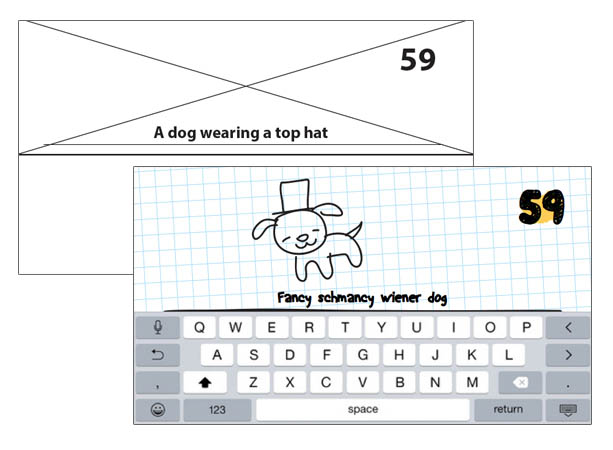 59
A dog wearing a top hat
59
Fancy schmancy wiener dog
Q W E R T Y U I O P <
A S D F G H J K L >
, Z X C V B N M .
123 space return